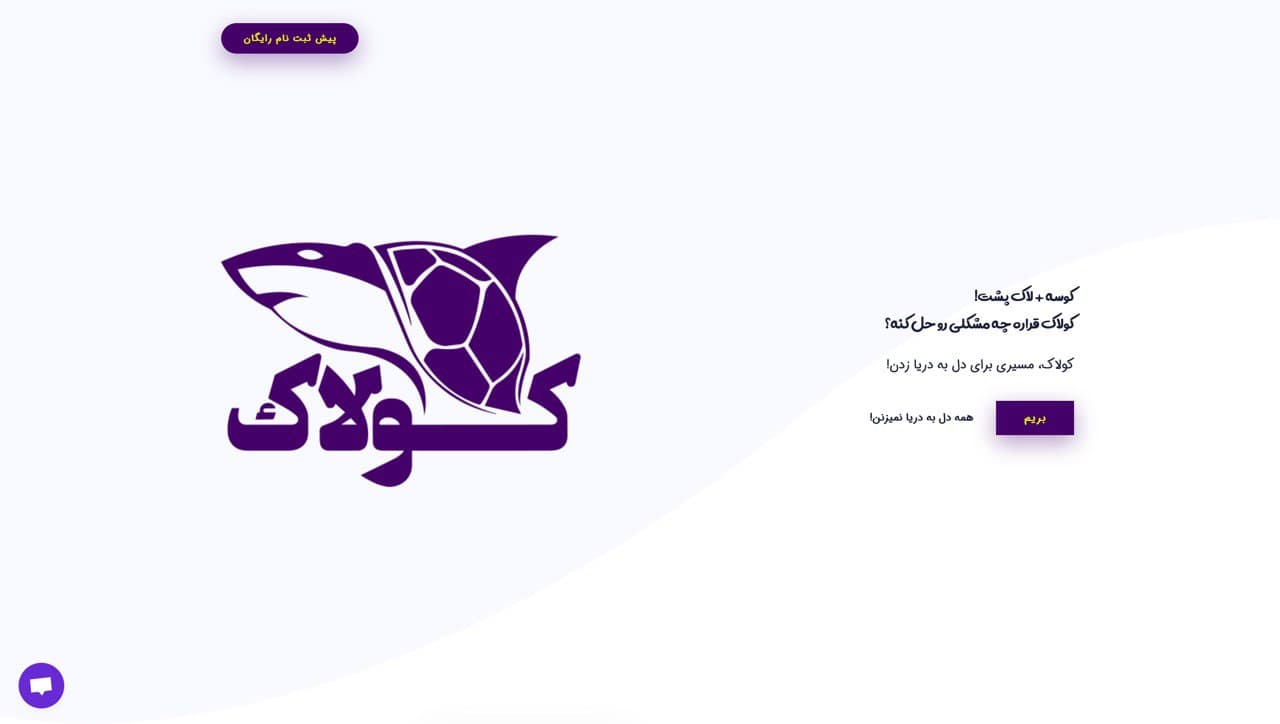 پیش ثبت نام رایگان
کوسه + لاک پشت!
کولاک قراره چه مشکلی رو حل کنه؟
کولاک، مسیری برای دل به دریا زدن!
بریم
همه دل به دریا نمیزنن!
کولاک